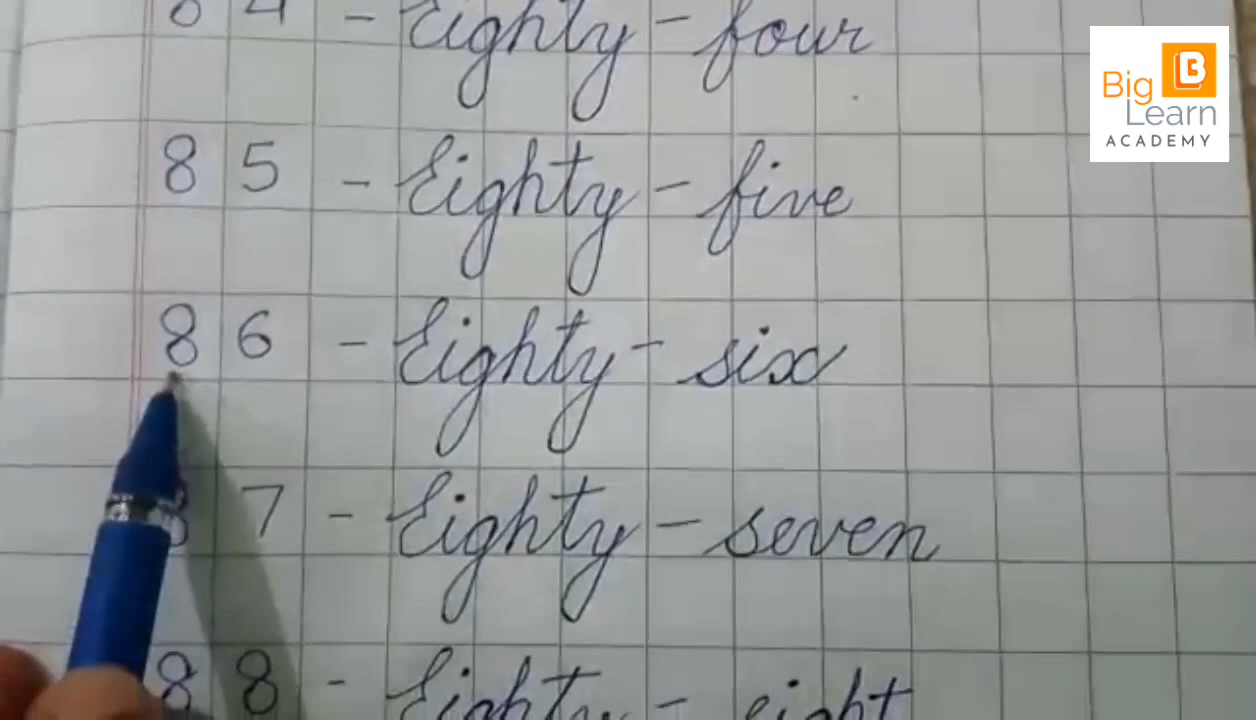 84 - Eighty-four
85 - Eighty-five
86 - Eighty-six
87 - Eighty-seven
88 - Eighty-eight
Big
Learn
ACADEMY